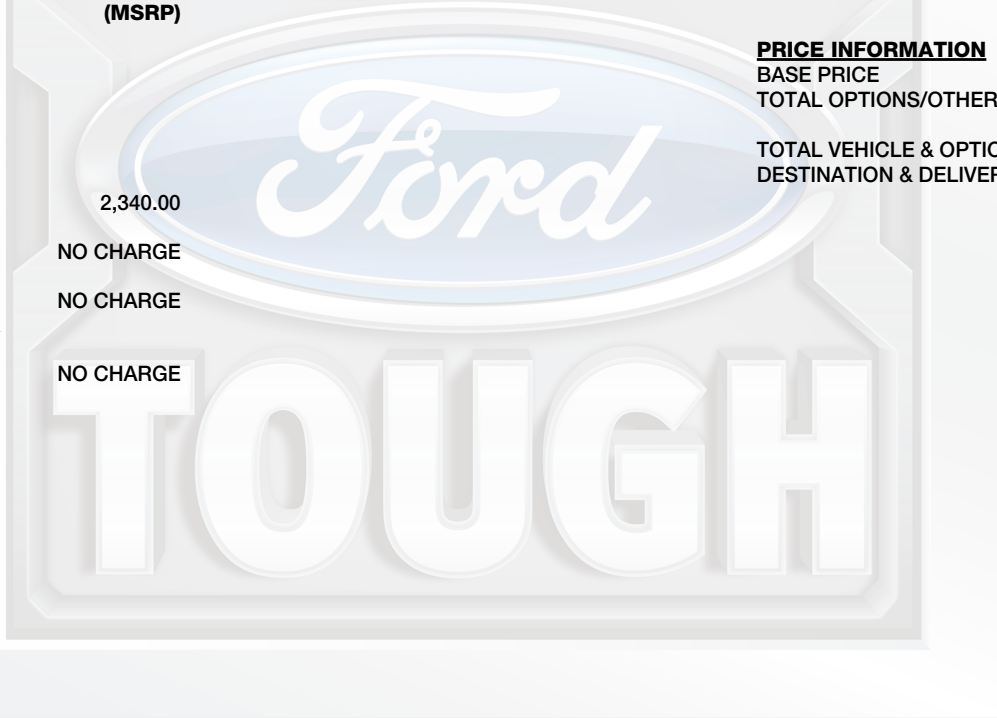 (MSRP)
PRICE INFORMATION
BASE PRICE
TOTAL OPTIONS/OTHER
TOTAL VEHICLE & OPTIO
DESTINATION & DELIVER
2,340.00
NO CHARGE
NO CHARGE
NO CHARGE
Ford
TOUGH